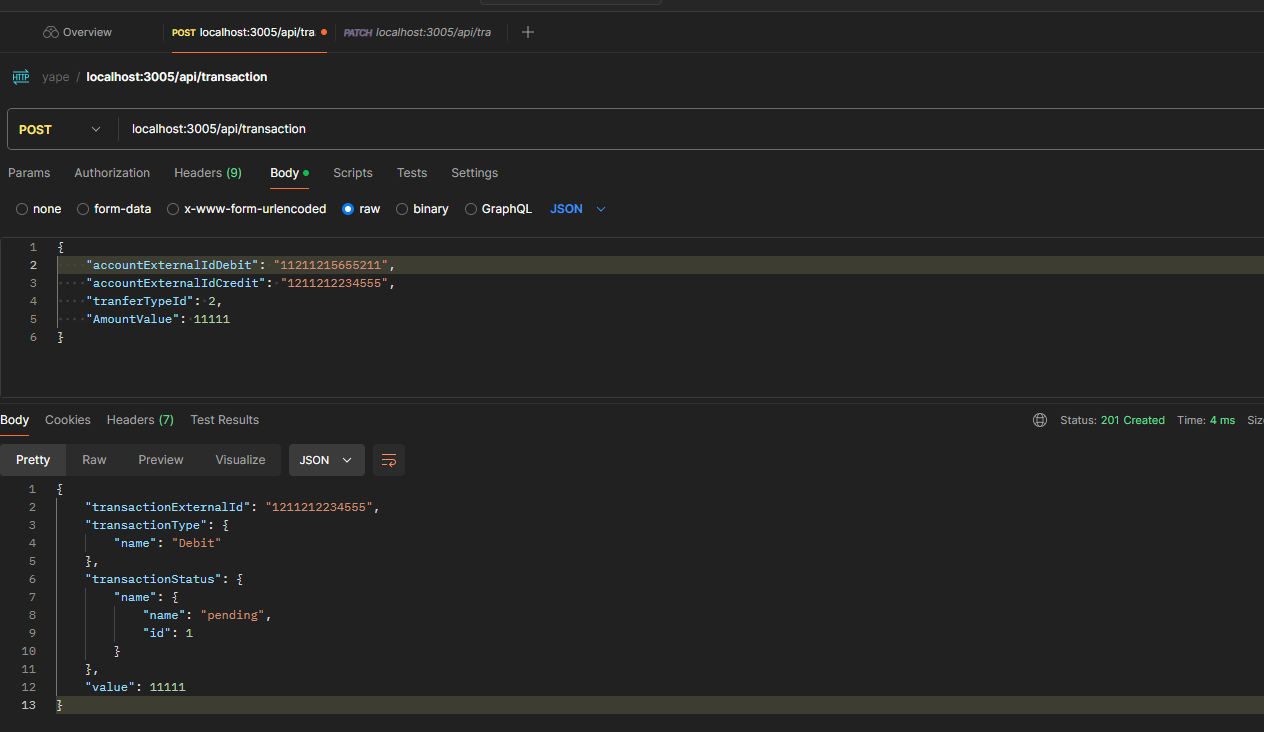 Overview
POST localhost:3005/api/tra
PATCH localhost:3005/api/tra
HTTP yape / localhost:3005/api/transaction
POST localhost:3005/api/transaction
Params Authorization Headers (9) Body Scripts Tests Settings
none form-data x-www-form-urlencoded raw binary GraphQL JSON
1 {
2 "accountExternalIdDebit": "11211215655211",
3 "accountExternalIdCredit": "1211212234555",
4 "tranferTypeId": 2,
5 "AmountValue": 11111
6 }
Body Cookies Headers (7) Test Results Status: 201 Created Time: 4 ms
Pretty Raw Preview Visualize JSON
1 {
2 "transactionExternalId": "1211212234555",
3 "transactionType": {
4 "name": "Debit"
5 },
6 "transactionStatus": {
7 "name": {
8 "name": "pending",
9 "id": 1
10 }
11 },
12 "value": 11111
13 }